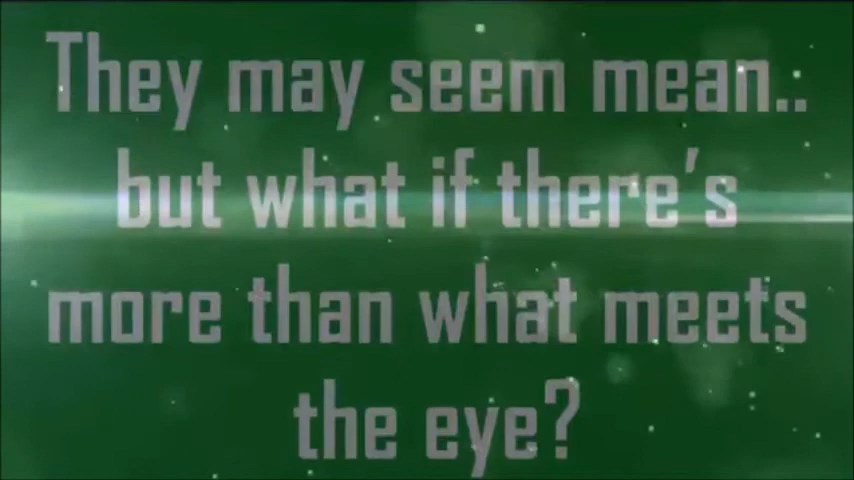 They may seem mean..
but what if there's
more than what meets
the eye?